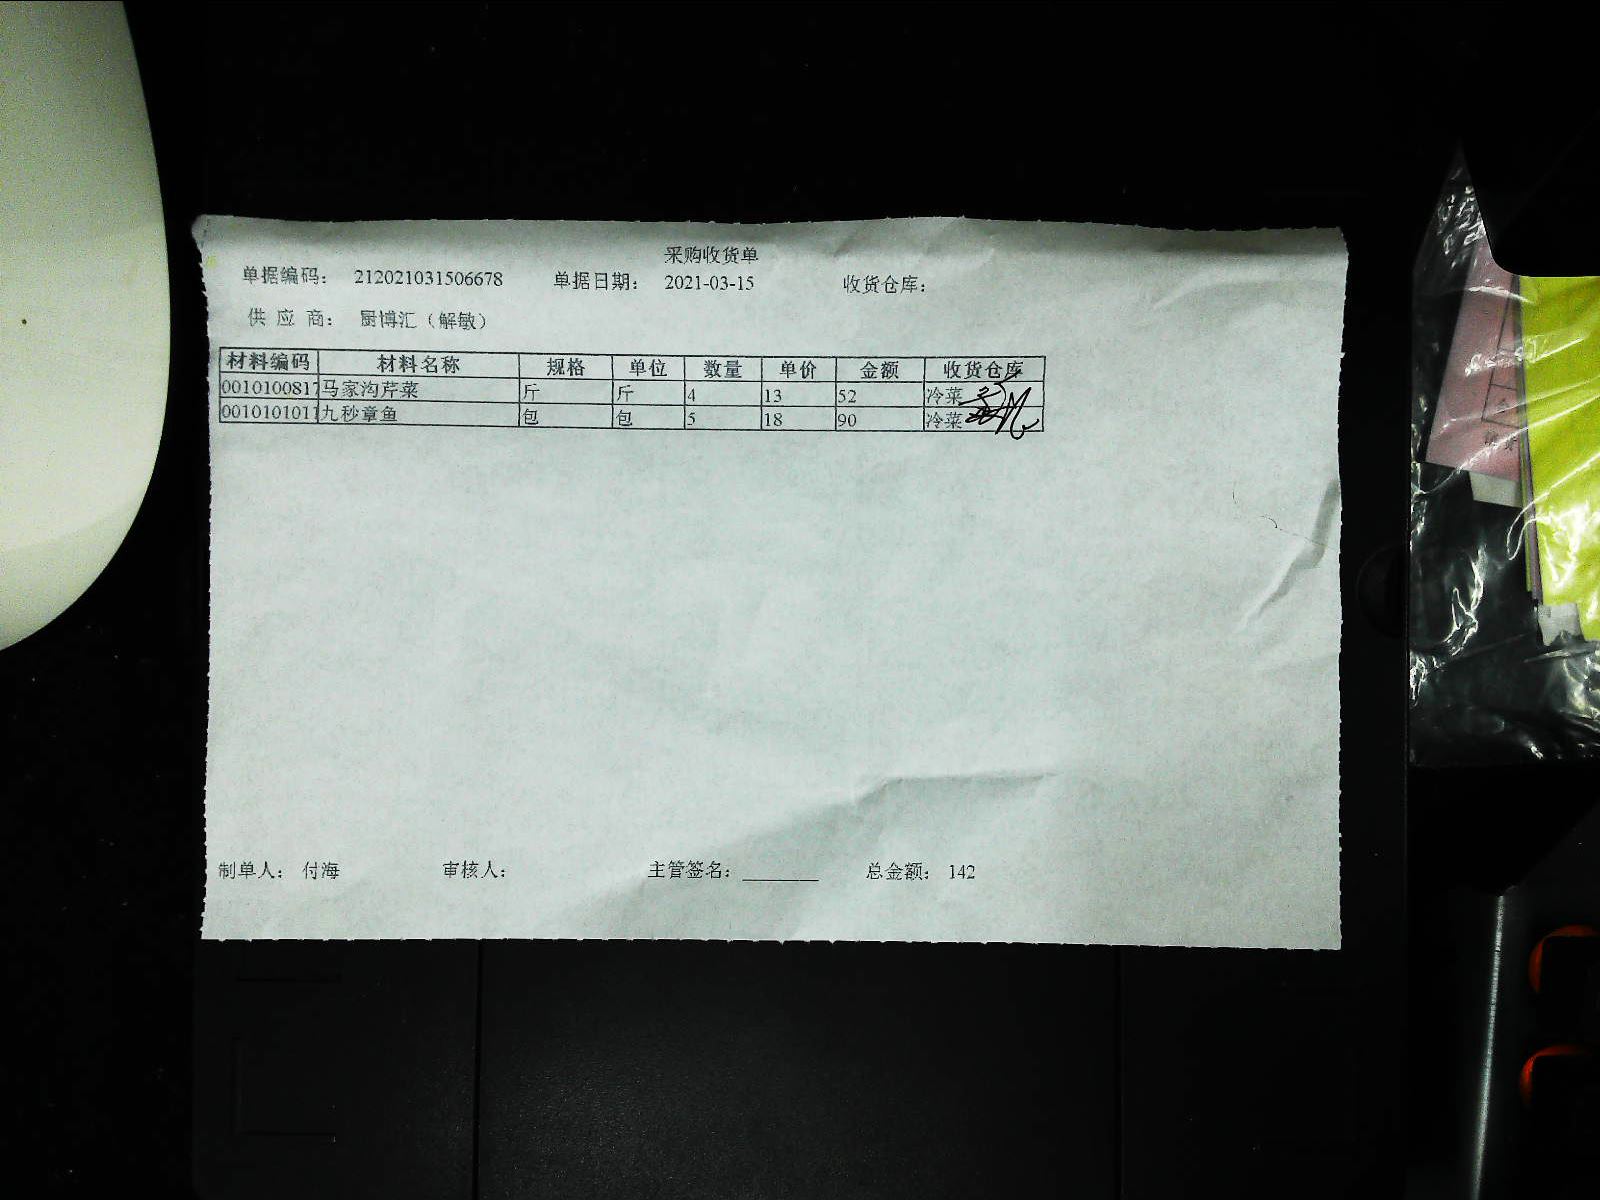 采购收货单
单据编码： 212021031506678 单据日期： 2021-03-15 收货仓库：
供 应 商： 厨博汇（解敏）
材料编码 材料名称 规格 单位 数量 单价 金额 收货仓库
0010100817 马家沟芹菜 斤 斤 4 13 52 冷菜
0010101011 九秒章鱼 包 包 5 18 90 冷菜
制单人： 付海 审核人： 主管签名：________ 总金额： 142